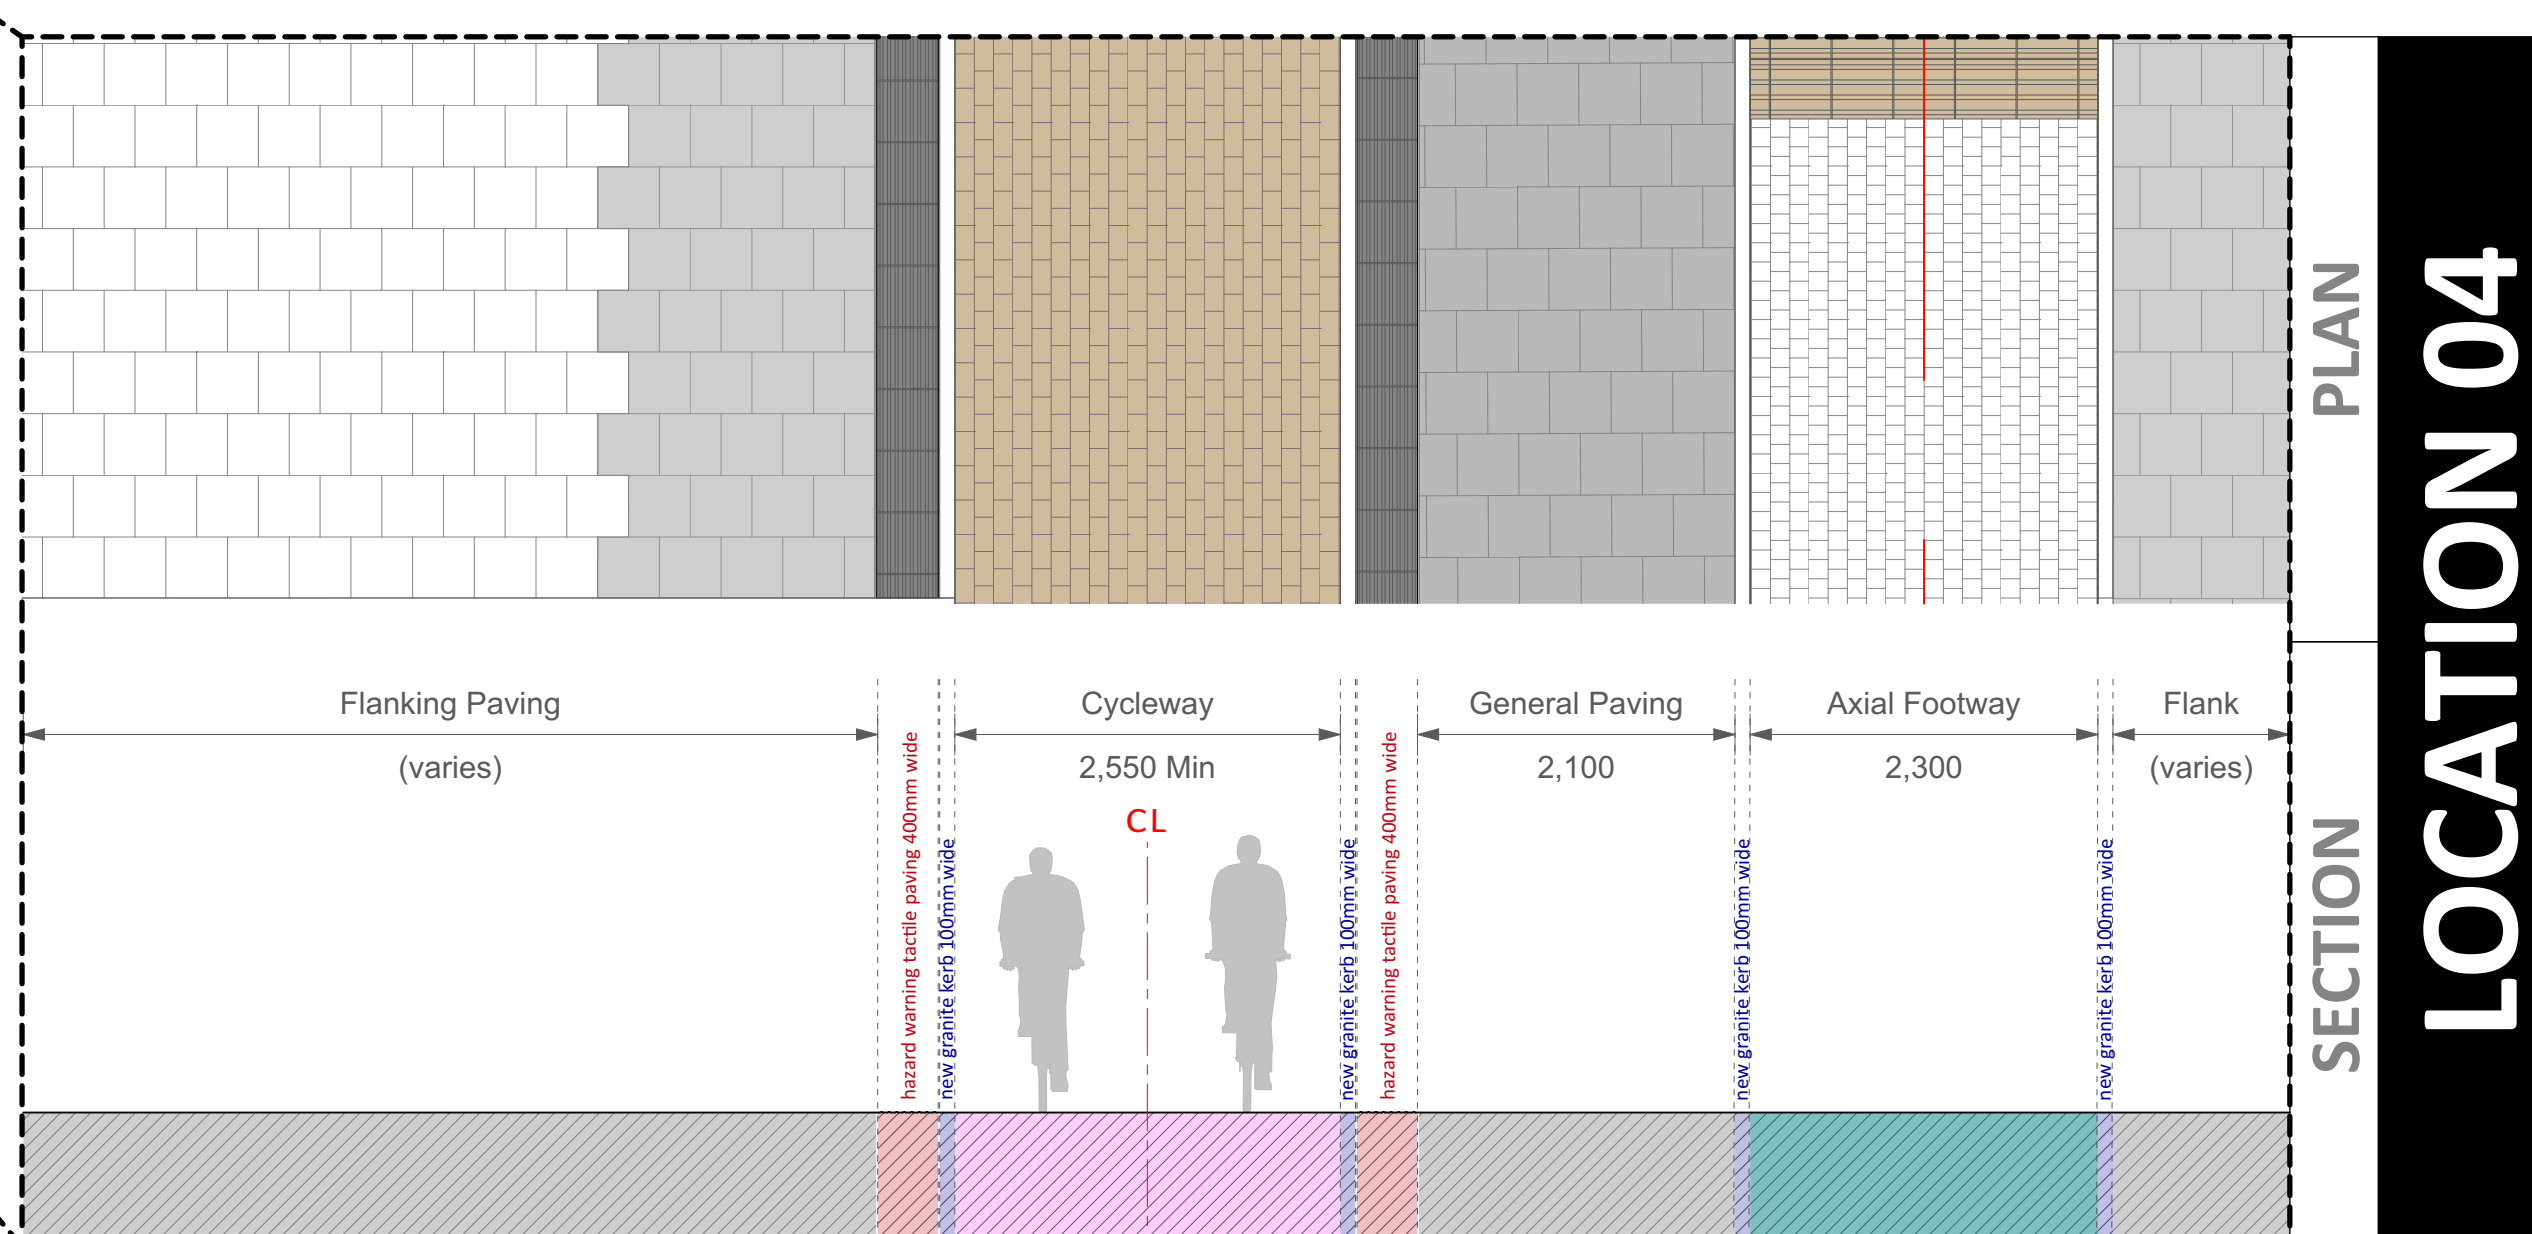 LOCATION 04
PLAN
SECTION
Flanking Paving
(varies)
hazard warning tactile paving 400mm wide
new granite kerb 100mm wide
Cycleway
2,550 Min
CL
new granite kerb 100mm wide
hazard warning tactile paving 400mm wide
General Paving
2,100
new granite kerb 100mm wide
Axial Footway
2,300
new granite kerb 100mm wide
Flank
(varies)